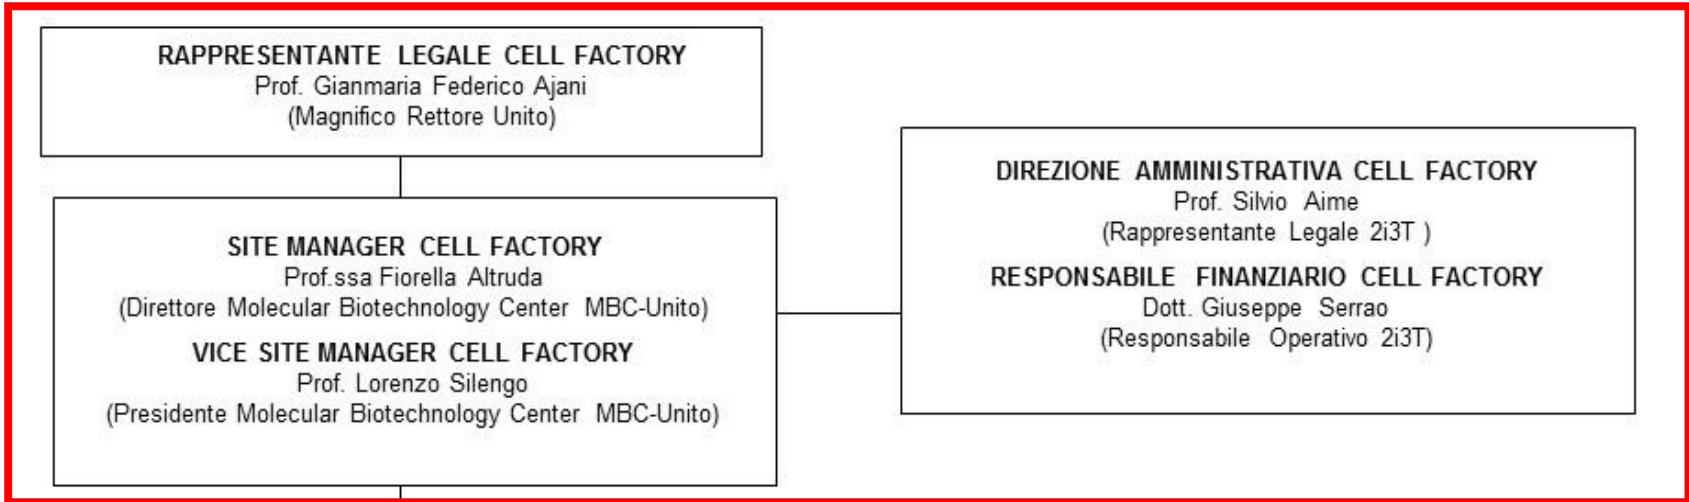 RAPPRESENTANTE LEGALE CELL FACTORY
Prof. Gianmaria Federico Ajani
(Magnifico Rettore Unito)
SITE MANAGER CELL FACTORY
Prof.ssa Fiorella Altruda
(Direttore Molecular Biotechnology Center MBC-Unito)
VICE SITE MANAGER CELL FACTORY
Prof. Lorenzo Silengo
(Presidente Molecular Biotechnology Center MBC-Unito)
DIREZIONE AMMINISTRATIVA CELL FACTORY
Prof. Silvio Aime
(Rappresentante Legale 2i3T )
RESPONSABILE FINANZIARIO CELL FACTORY
Dott. Giuseppe Serrao
(Responsabile Operativo 2i3T)